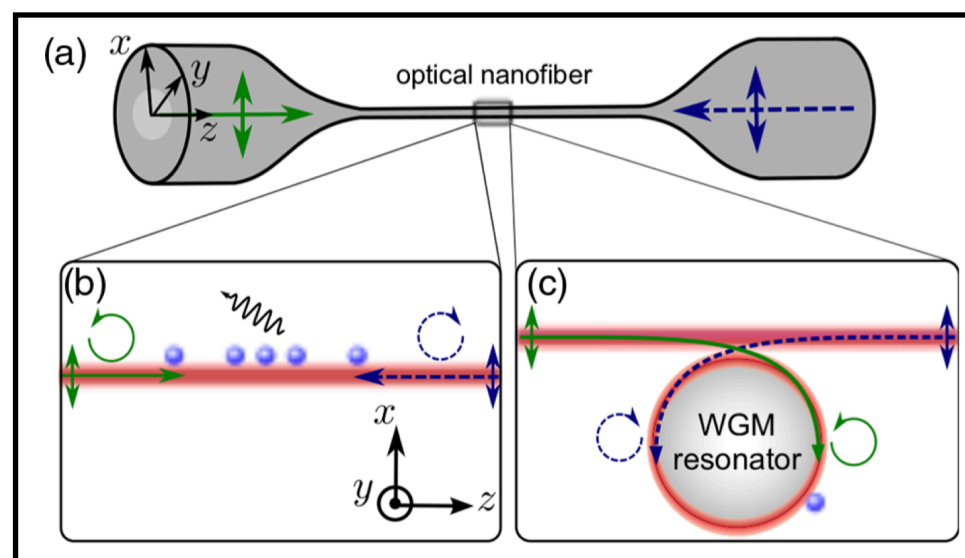 (a)
x
y
z
optical nanofiber
(b)
x
y
z
(c)
WGM
resonator